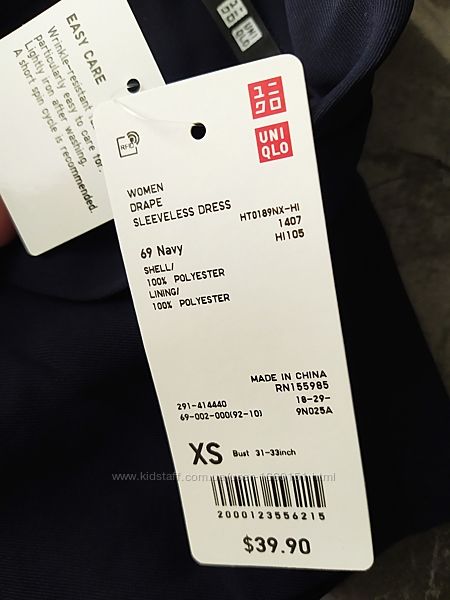 EASY CARE
Wrinkle-resistant
particularly easy to care for.
Lightly iron after washing.
A short spin cycle is recommended.
UNI
QLO
ユニ
クロ
UNI
QLO
RFID
WOMEN
DRAPE
SLEEVELESS DRESS
HT0189NX-HI
1407
HI105
69 Navy
SHELL/
100% POLYESTER
LINING/
100% POLYESTER
MADE IN CHINA
RN155985
291-414440
18-29-
69-002-000(92-10)
9N025A
XS Bust 31-33inch
2000123556215
$39.90